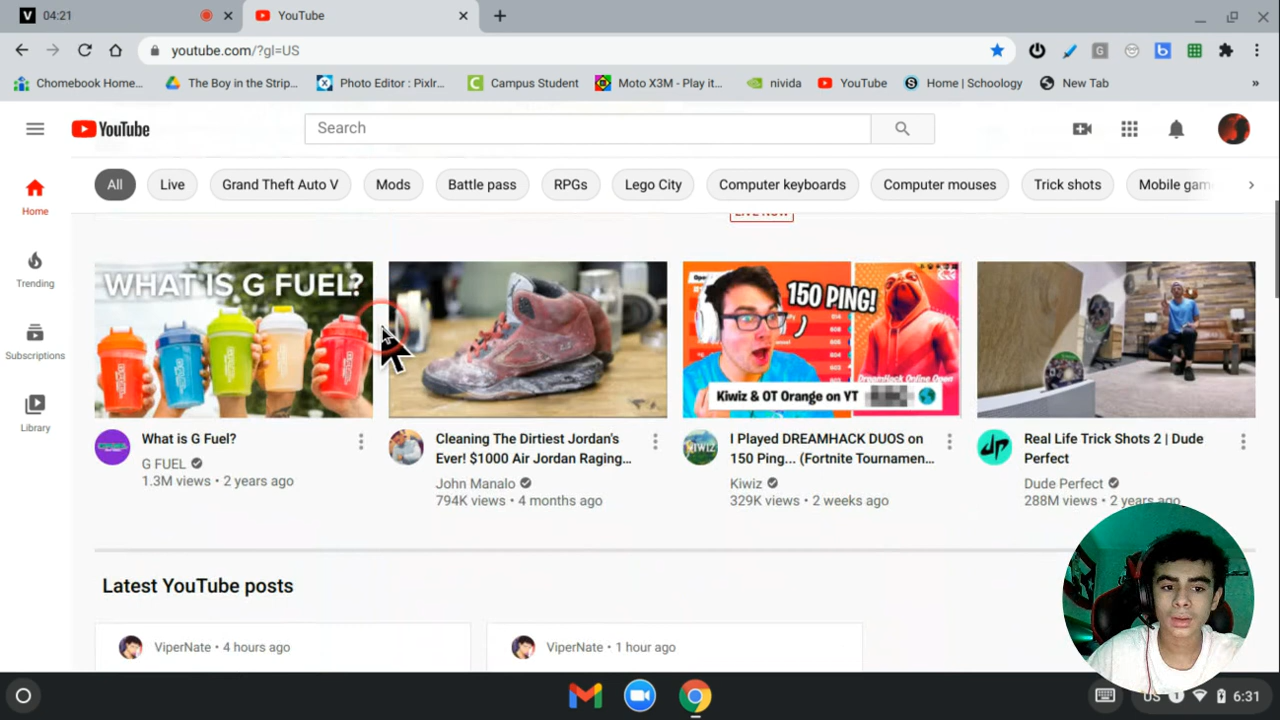 04:21
YouTube
youtube.com/?gl=US
Chomebook Home...
The Boy in the Strip...
Photo Editor : Pixlr...
Campus Student
Moto X3M - Play it...
nivida
YouTube
Home | Schoology
New Tab
»
YouTube
Search
All
Live
Grand Theft Auto V
Mods
Battle pass
RPGs
Lego City
Computer keyboards
Computer mouses
Trick shots
Mobile gam
Home
Trending
Subscriptions
Library
LIVE NOW
WHAT IS G FUEL?
150 PING!
DreamHack Online Open
Kiwiz & OT Orange on YT
What is G Fuel?
G FUEL
1.3M views • 2 years ago
Cleaning The Dirtiest Jordan's
Ever! $1000 Air Jordan Raging...
John Manalo
794K views • 4 months ago
I Played DREAMHACK DUOS on
150 Ping... (Fortnite Tournamen...
Kiwiz
329K views • 2 weeks ago
Real Life Trick Shots 2 | Dude
Perfect
Dude Perfect
288M views • 2 years ago
Latest YouTube posts
ViperNate • 4 hours ago
ViperNate • 1 hour ago
US
1
6:31